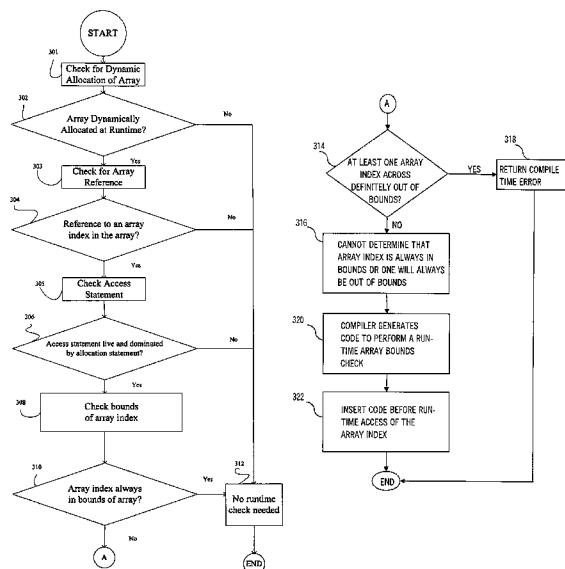 START
301
Check for Dynamic
Allocation of Array
302
Array Dynamically
Allocated at Runtime?
No
Yes
303
Check for Array
Reference
304
Reference to an array
index in the array?
No
Yes
305
Check Access
Statement
306
Access statement live and dominated
by allocation statement?
No
Yes
308
Check bounds
of array index
310
Array index always
in bounds of array?
Yes
312
No runtime
check needed
No
A
END
A
314
AT LEAST ONE ARRAY
INDEX ACROSS
DEFINITELY OUT OF
BOUNDS?
YES
318
RETURN COMPILE
TIME ERROR
NO
316
CANNOT DETERMINE THAT
ARRAY INDEX IS ALWAYS IN
BOUNDS OR ONE WILL ALWAYS
BE OUT OF BOUNDS
320
COMPILER GENERATES
CODE TO PERFORM A RUN-
TIME ARRAY BOUNDS
CHECK
322
INSERT CODE BEFORE RUN-
TIME ACCESS OF THE
ARRAY INDEX
END